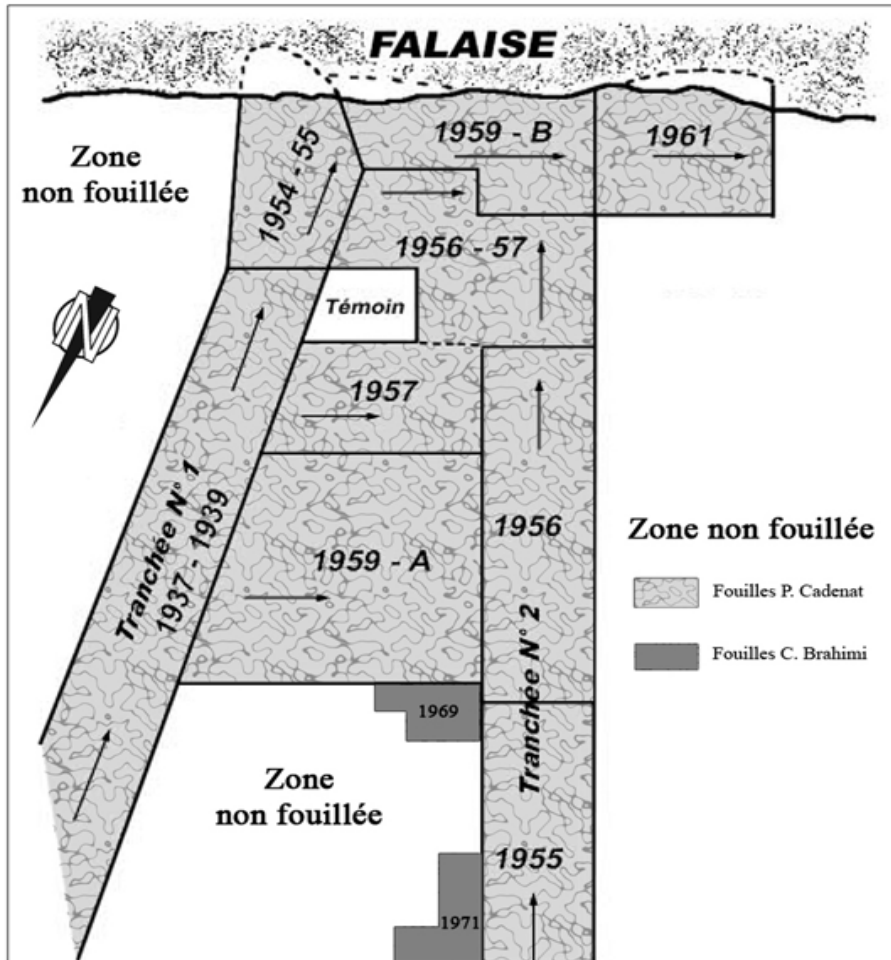 FALAISE
1959 - B
1961
Zone
non fouillée
1954 - 55
1956 - 57
N
Témoin
1957
Tranchée N° 1
1937 - 1939
1959 - A
1956
Zone non fouillée
Fouilles P. Cadenat
Tranchée N° 2
Fouilles C. Brahimi
1969
Zone
non fouillée
1955
1971